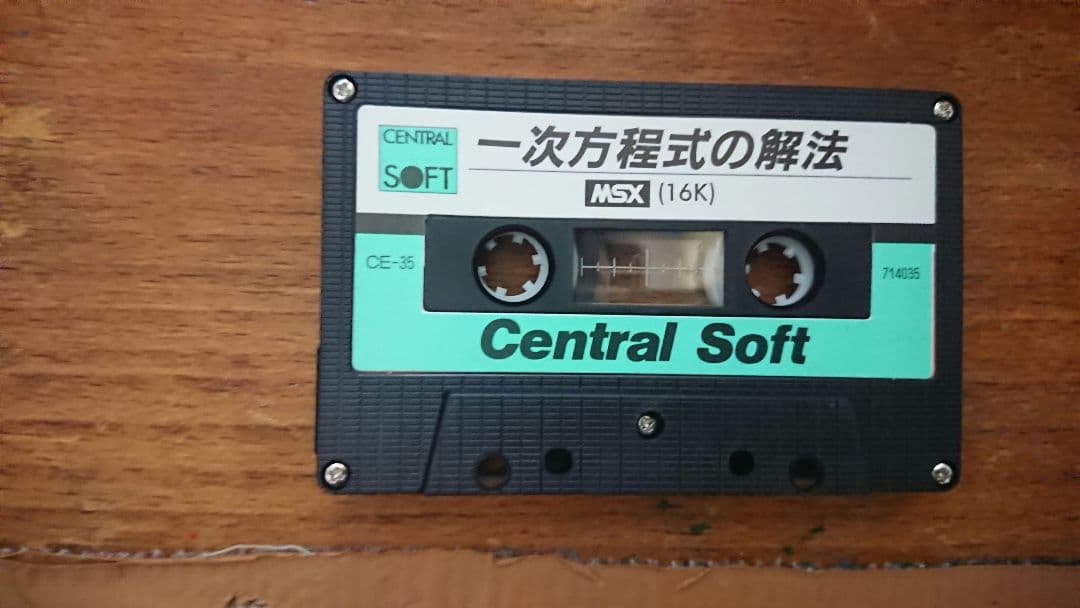 CENTRAL
SOFT
一次方程式の解法
MSX (16K)
CE-35
714035
Central Soft